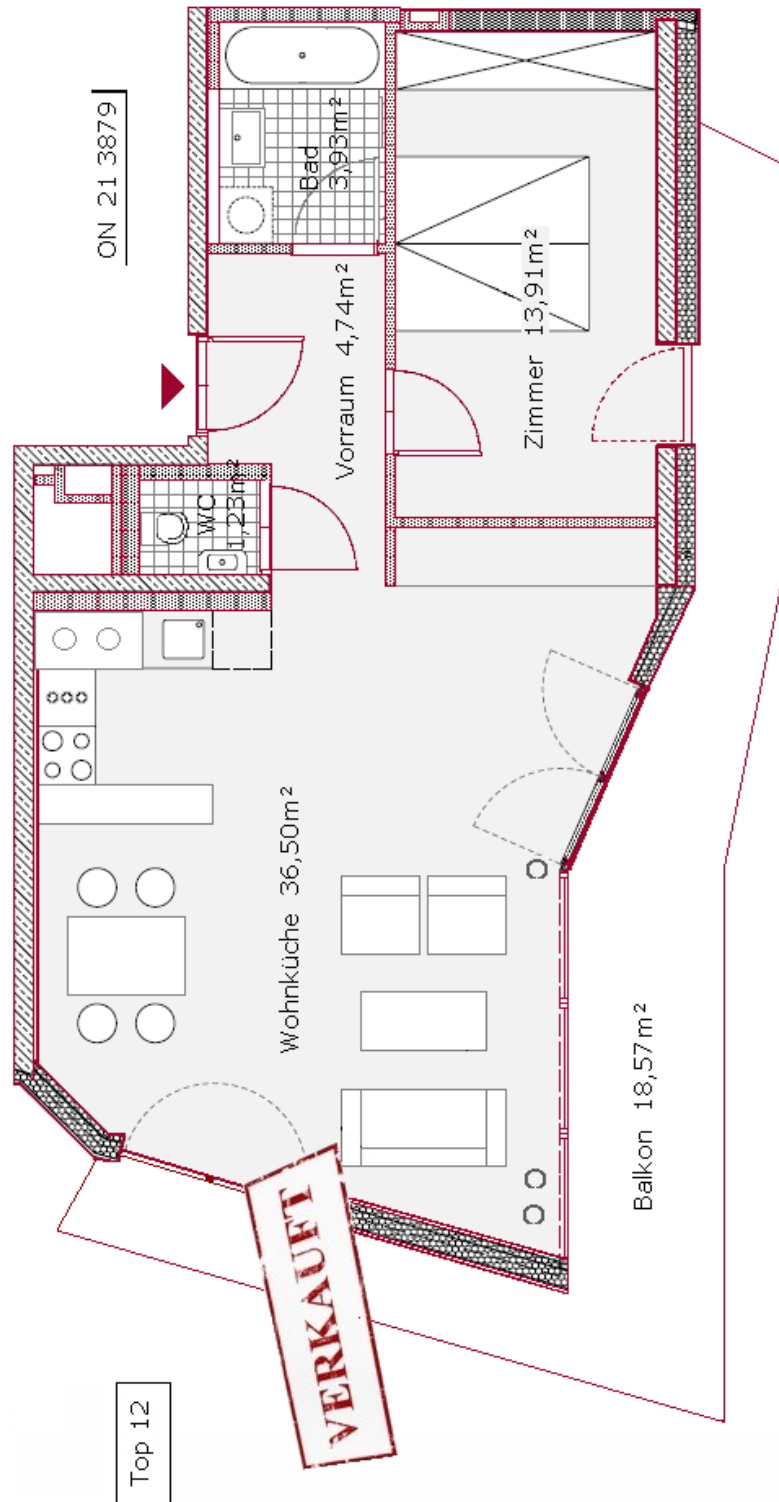 ON 21 3879
Bad
3,93m²
Vorraum 4,74m²
Zimmer 13,91m²
WC
1,23m²
Wohnküche 36,50m²
Balkon 18,57m²
VERKAUFT
Top 12